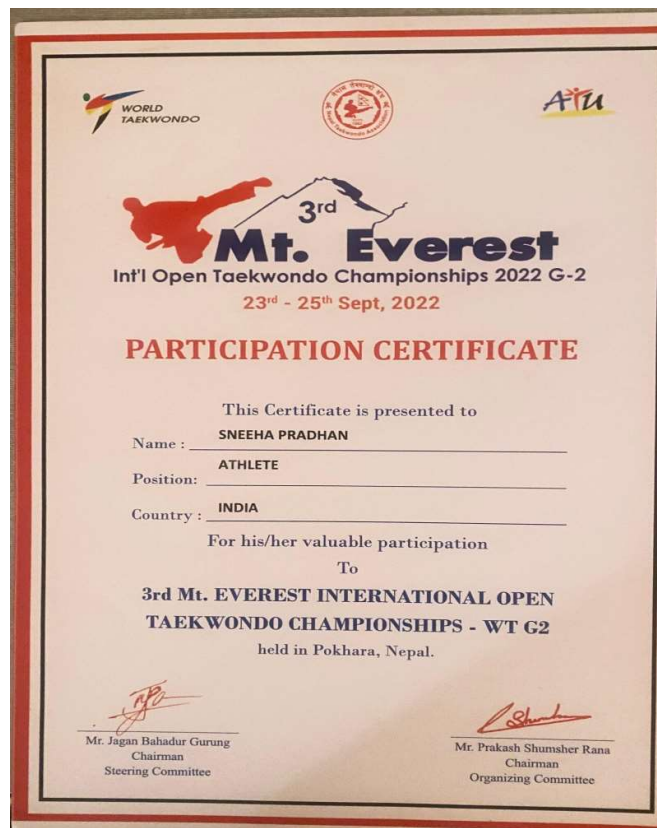 WORLD
TAEKWONDO
ATU
3rd
Mt. Everest
Int'l Open Taekwondo Championships 2022 G-2
23rd - 25th Sept, 2022
PARTICIPATION CERTIFICATE
This Certificate is presented to
Name : SNEEHA PRADHAN
Position: ATHLETE
Country : INDIA
For his/her valuable participation
To
3rd Mt. EVEREST INTERNATIONAL OPEN
TAEKWONDO CHAMPIONSHIPS - WT G2
held in Pokhara, Nepal.
Mr. Jagan Bahadur Gurung
Chairman
Steering Committee
Mr. Prakash Shumsher Rana
Chairman
Organizing Committee